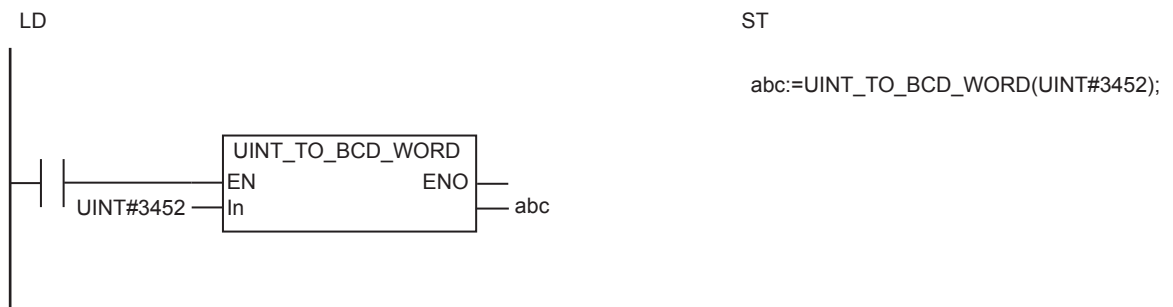 LD
ST
abc:=UINT_TO_BCD_WORD(UINT#3452);
UINT_TO_BCD_WORD
EN ENO
UINT#3452 In abc